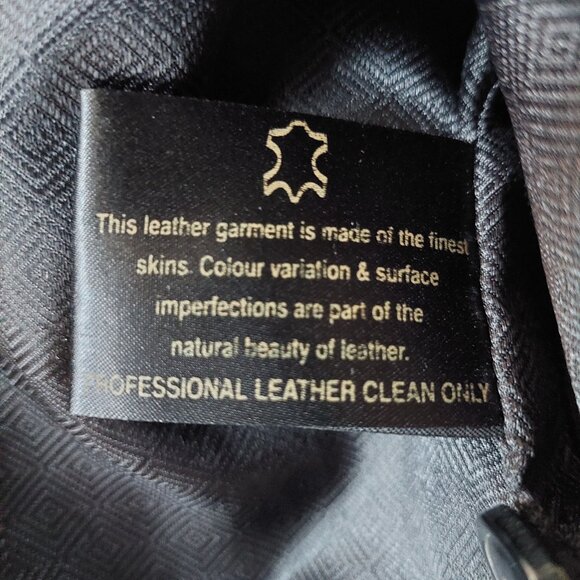 This leather garment is made of the finest
skins. Colour variation & surface
imperfections are part of the
natural beauty of leather.
PROFESSIONAL LEATHER CLEAN ONLY